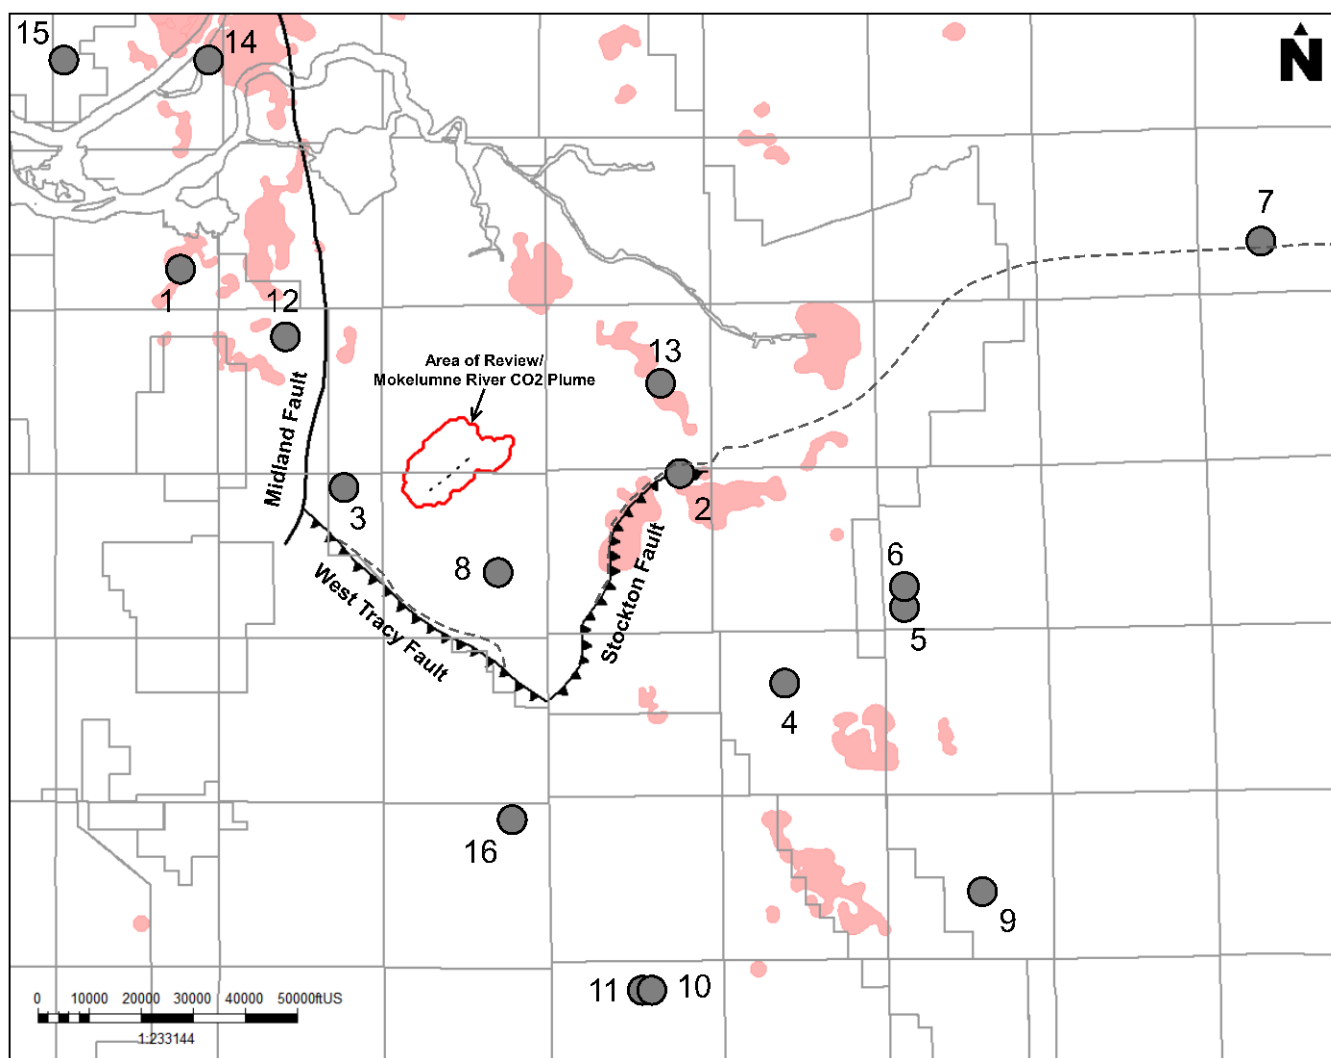 15
14
N
7
1
12
13
Area of Review/
Mokelumne River CO2 Plume
Midland Fault
3
2
8
6
5
West Tracy Fault
Stockton Fault
4
16
9
11
10
0 10000 20000 30000 40000 50000ftUS
1:233144